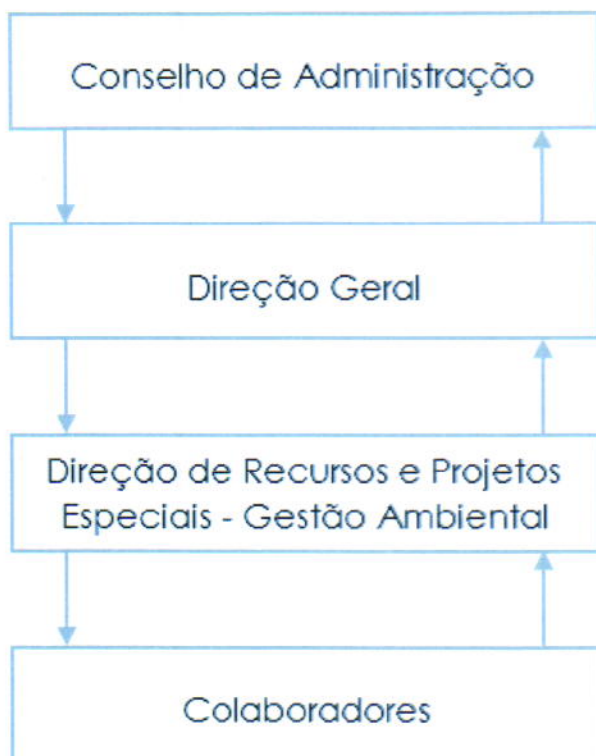 Conselho de Administração
Direção Geral
Direção de Recursos e Projetos
Especiais - Gestão Ambiental
Colaboradores